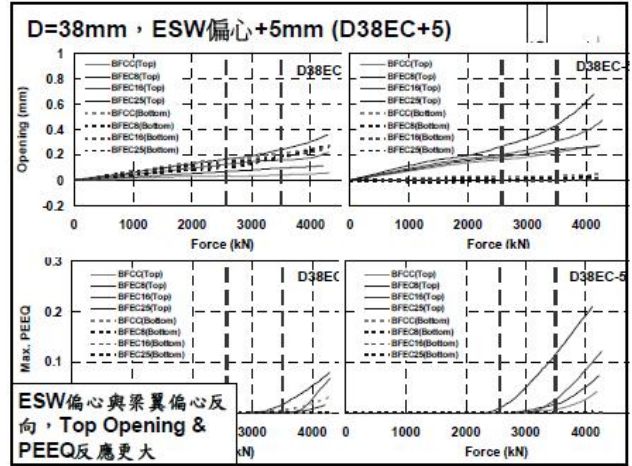 D=38mm，ESW偏心+5mm (D38EC+5)
1
0.8
0.6
0.4
0.2
0
-0.2
Opening (mm)
BFCC(Top)
BFEC8(Top)
BFEC16(Top)
BFEC25(Top)
BFCC(Bottom)
BFEC8(Bottom)
BFEC16(Bottom)
BFEC25(Bottom)
D38EC
0 1000 2000 3000 4000
Force (kN)
BFCC(Top)
BFEC8(Top)
BFEC16(Top)
BFEC25(Top)
BFCC(Bottom)
BFEC8(Bottom)
BFEC16(Bottom)
BFEC25(Bottom)
D38EC-5
0 1000 2000 3000 4000
Force (kN)
0.3
0.2
0.1
Max. PEEQ
BFCC(Top)
BFEC8(Top)
BFEC16(Top)
BFEC25(Top)
BFCC(Bottom)
BFEC8(Bottom)
BFEC16(Bottom)
BFEC25(Bottom)
D38EC
2000 3000 4000
Force (kN)
BFCC(Top)
BFEC8(Top)
BFEC16(Top)
BFEC25(Top)
BFCC(Bottom)
BFEC8(Bottom)
BFEC16(Bottom)
BFEC25(Bottom)
D38EC-5
0 1000 2000 3000 4000
Force (kN)
ESW偏心與梁翼偏心反
向，Top Opening &
PEEQ反應更大